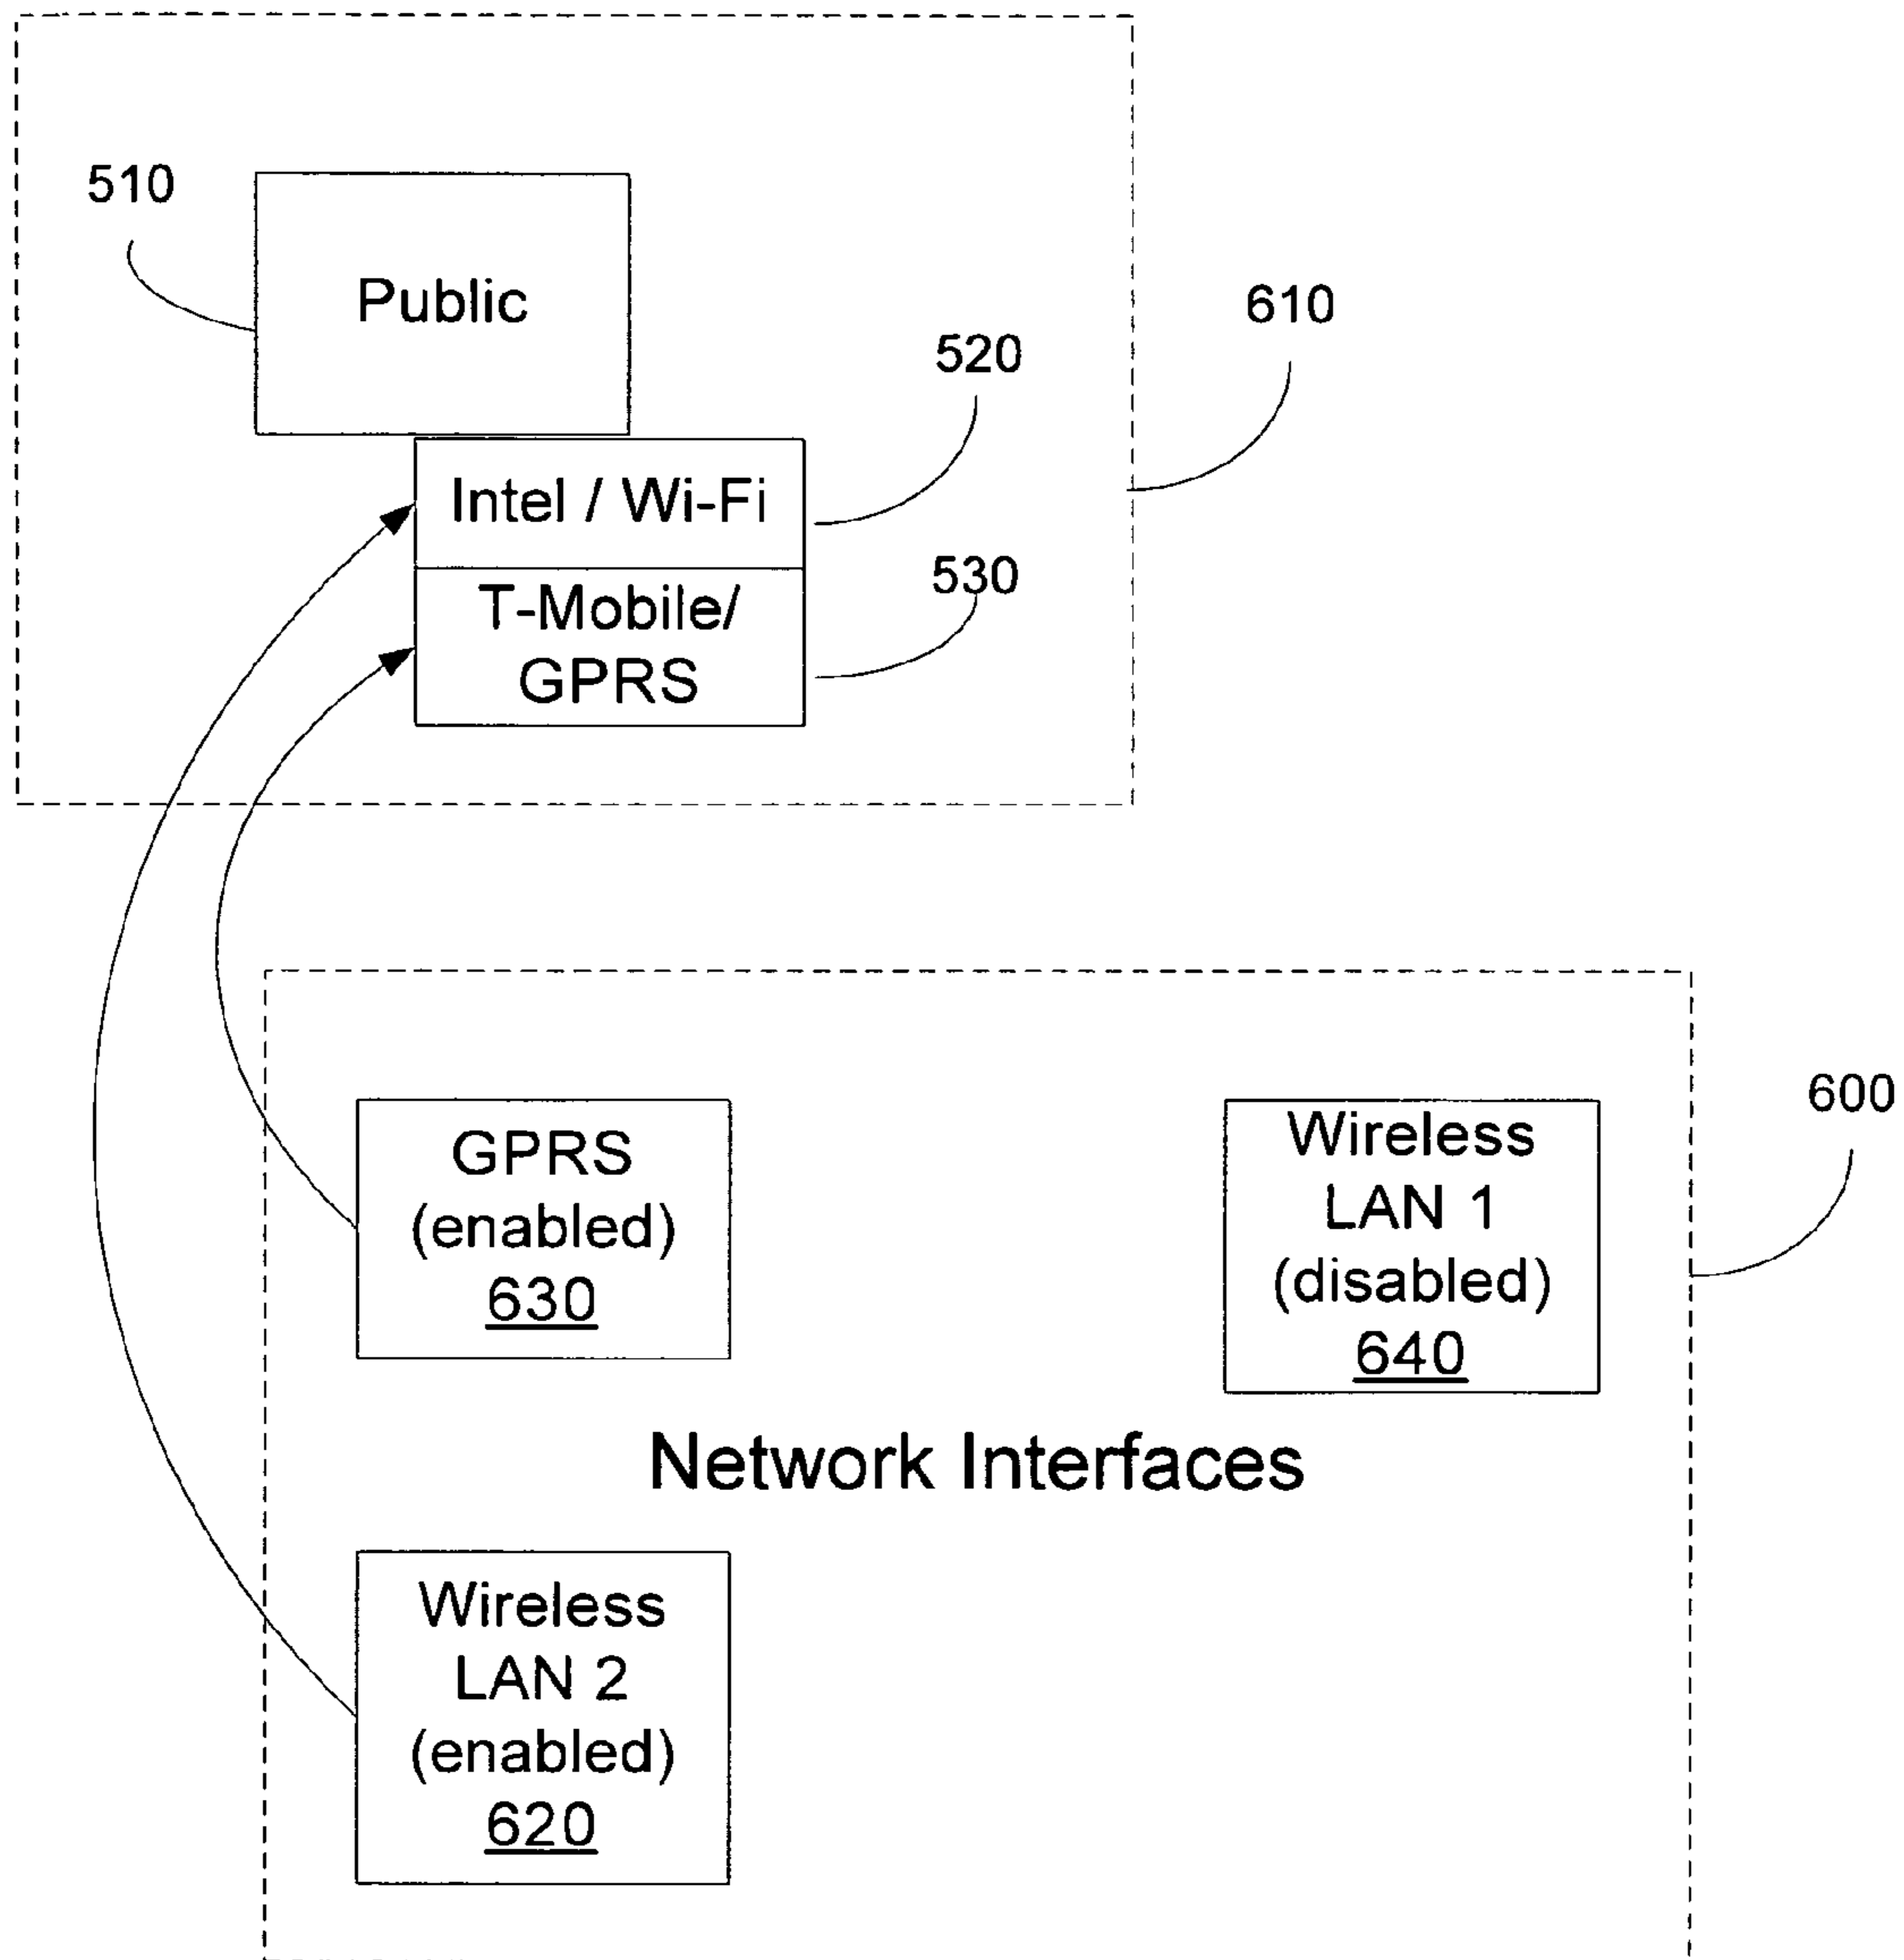 510
Public
610
520
Intel / Wi-Fi
530
T-Mobile/
GPRS
600
GPRS
(enabled)
630
Wireless
LAN 1
(disabled)
640
Network Interfaces
Wireless
LAN 2
(enabled)
620